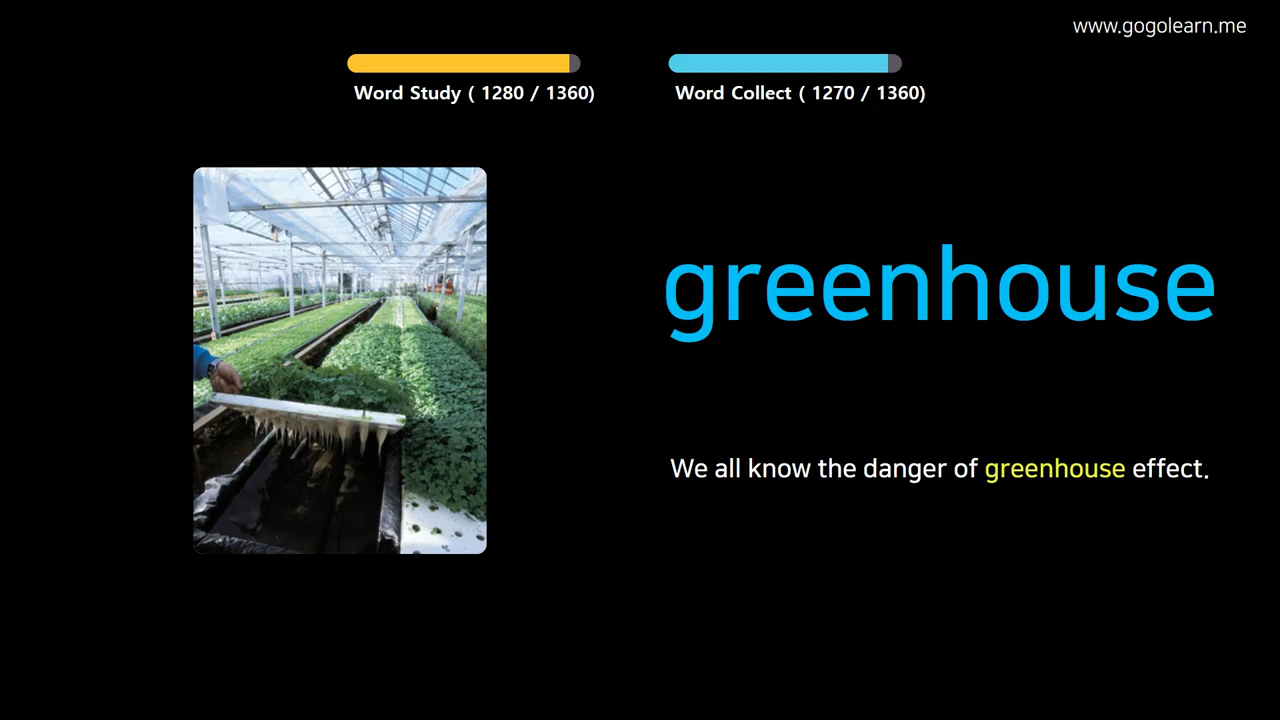 www.gogolearn.me
Word Study ( 1280 / 1360)
Word Collect ( 1270 / 1360)
greenhouse
We all know the danger of greenhouse effect.